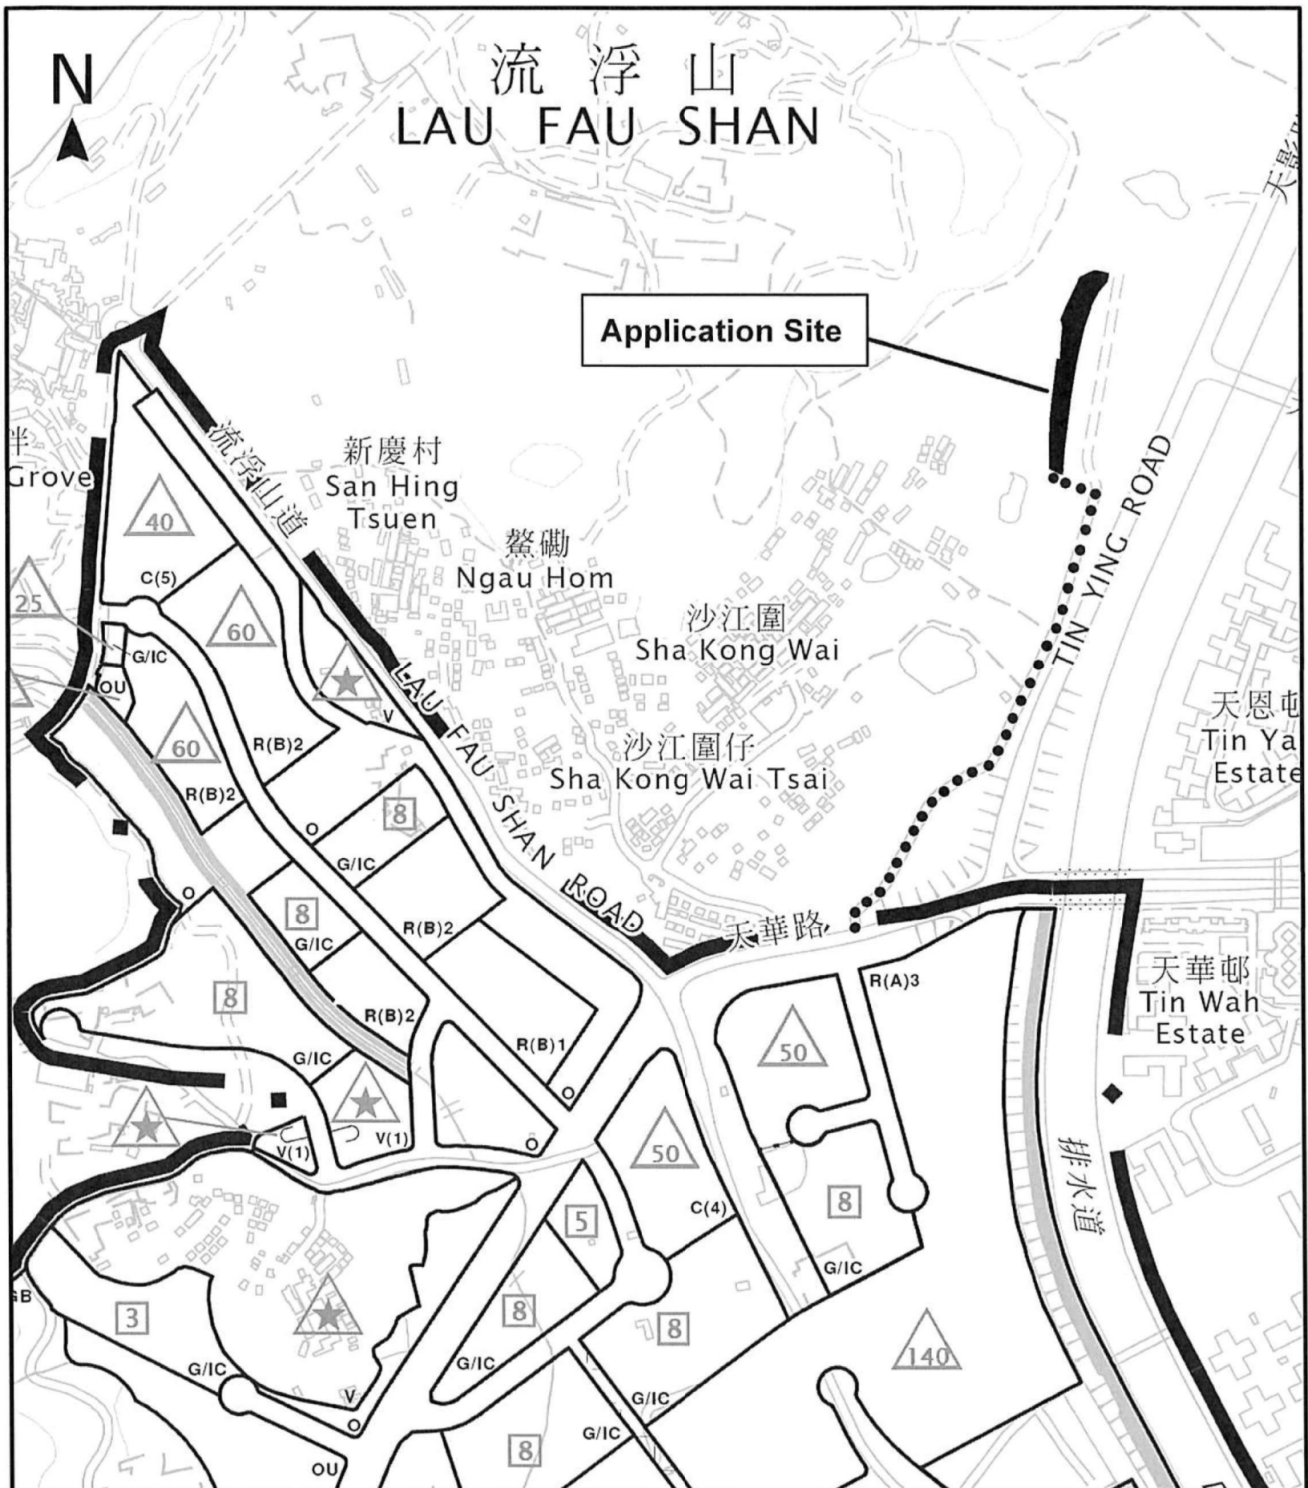 N
流浮山
LAU FAU SHAN
天影
Application Site
流浮山道
新慶村
San Hing
Tsuen
畔
Grove
鰲磡
Ngau Hom
40
C(5)
25
60
沙江圍
Sha Kong Wai
TIN YING ROAD
G/IC
OU
V
LAU FAU SHAN ROAD
60
R(B)2
R(B)2
沙江圍仔
Sha Kong Wai Tsai
天恩邨
Tin Ya
Estate
8
O
G/IC
O
8
G/IC
R(B)2
天華路
天華邨
Tin Wah
Estate
R(A)3
8
R(B)2
50
G/IC
R(B)1
O
V(1)
V(1)
O
50
排水道
C(4)
8
5
G/IC
GB
3
8
8
140
G/IC
G/IC
V
O
G/IC
G/IC
8
OU